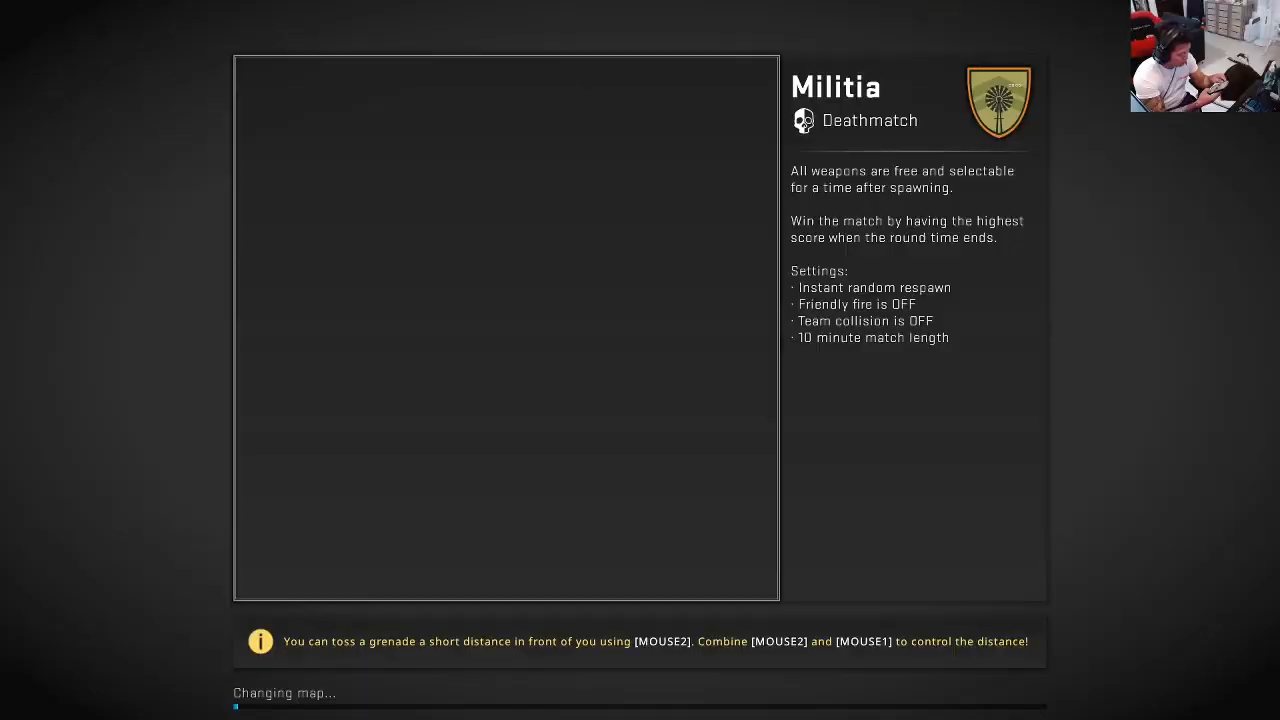 Militia
Deathmatch
All weapons are free and selectable
for a time after spawning.
Win the match by having the highest
score when the round time ends.
Settings:
· Instant random respawn
· Friendly fire is OFF
· Team collision is OFF
· 10 minute match length
You can toss a grenade a short distance in front of you using [MOUSE2]. Combine [MOUSE2] and [MOUSE1] to control the distance!
Changing map...